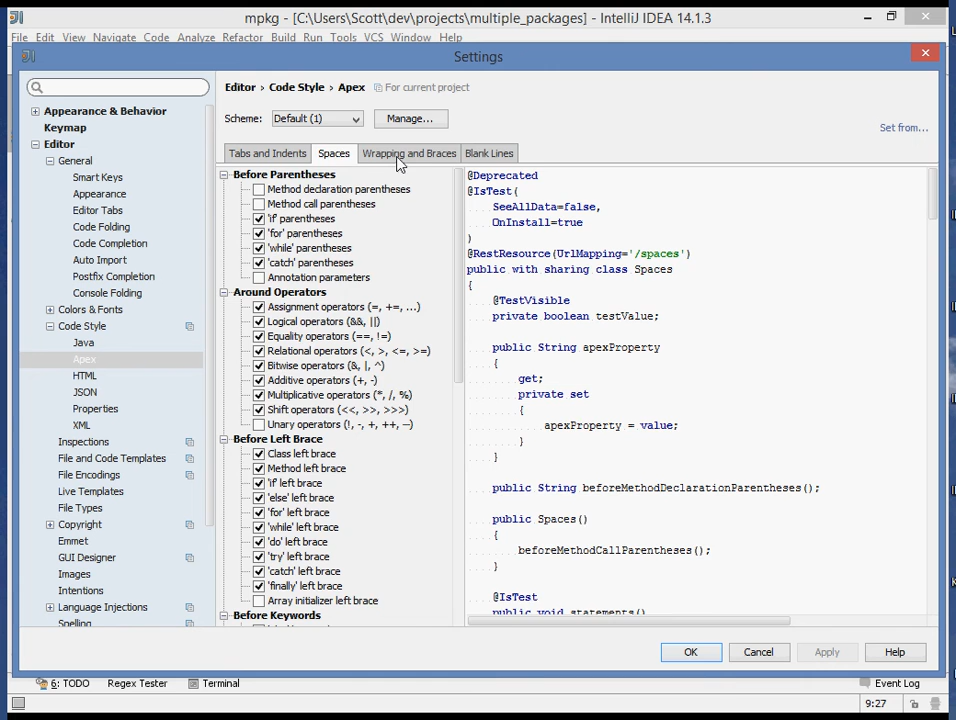 mpkg - [C:\Users\Scott\dev\projects\multiple_packages] - IntelliJ IDEA 14.1.3
File Edit View Navigate Code Analyze Refactor Build Run Tools VCS Window Help
Settings
Editor › Code Style › Apex For current project
Scheme: Default (1) Manage...
Set from...
Tabs and Indents Spaces Wrapping and Braces Blank Lines
Appearance & Behavior
Keymap
Editor
General
Smart Keys
Appearance
Editor Tabs
Code Folding
Code Completion
Auto Import
Postfix Completion
Console Folding
Colors & Fonts
Code Style
Java
Apex
HTML
JSON
Properties
XML
Inspections
File and Code Templates
File Encodings
Live Templates
File Types
Copyright
Emmet
GUI Designer
Images
Intentions
Language Injections
Spelling
Before Parentheses
Method declaration parentheses
Method call parentheses
'if' parentheses
'for' parentheses
'while' parentheses
'catch' parentheses
Annotation parameters
Around Operators
Assignment operators (=, +=, ...)
Logical operators (&&, ||)
Equality operators (==, !=)
Relational operators (<, >, <=, >=)
Bitwise operators (&, |, ^)
Additive operators (+, -)
Multiplicative operators (*, /, %)
Shift operators (<<, >>, >>>)
Unary operators (!, -, +, ++, --)
Before Left Brace
Class left brace
Method left brace
'if' left brace
'else' left brace
'for' left brace
'while' left brace
'do' left brace
'try' left brace
'catch' left brace
'finally' left brace
Array initializer left brace
Before Keywords
@Deprecated
@IsTest(
SeeAllData=false,
OnInstall=true
)
@RestResource(UrlMapping='/spaces')
public with sharing class Spaces
{
@TestVisible
private boolean testValue;
public String apexProperty
{
get;
private set
{
apexProperty = value;
}
}
public String beforeMethodDeclarationParentheses();
public Spaces()
{
beforeMethodCallParentheses();
}
@IsTest
public void statements()
OK Cancel Apply Help
6: TODO Regex Tester Terminal Event Log
9:27